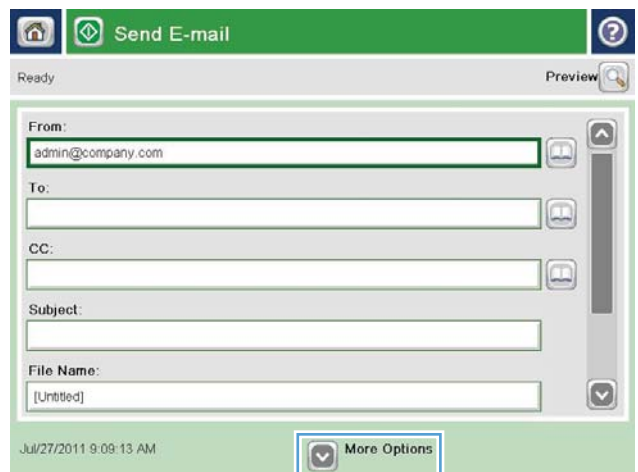 Send E-mail
?
Ready
Preview
From:
admin@company.com
To:
CC:
Subject:
File Name:
[Untitled]
Jul/27/2011 9:09:13 AM
More Options